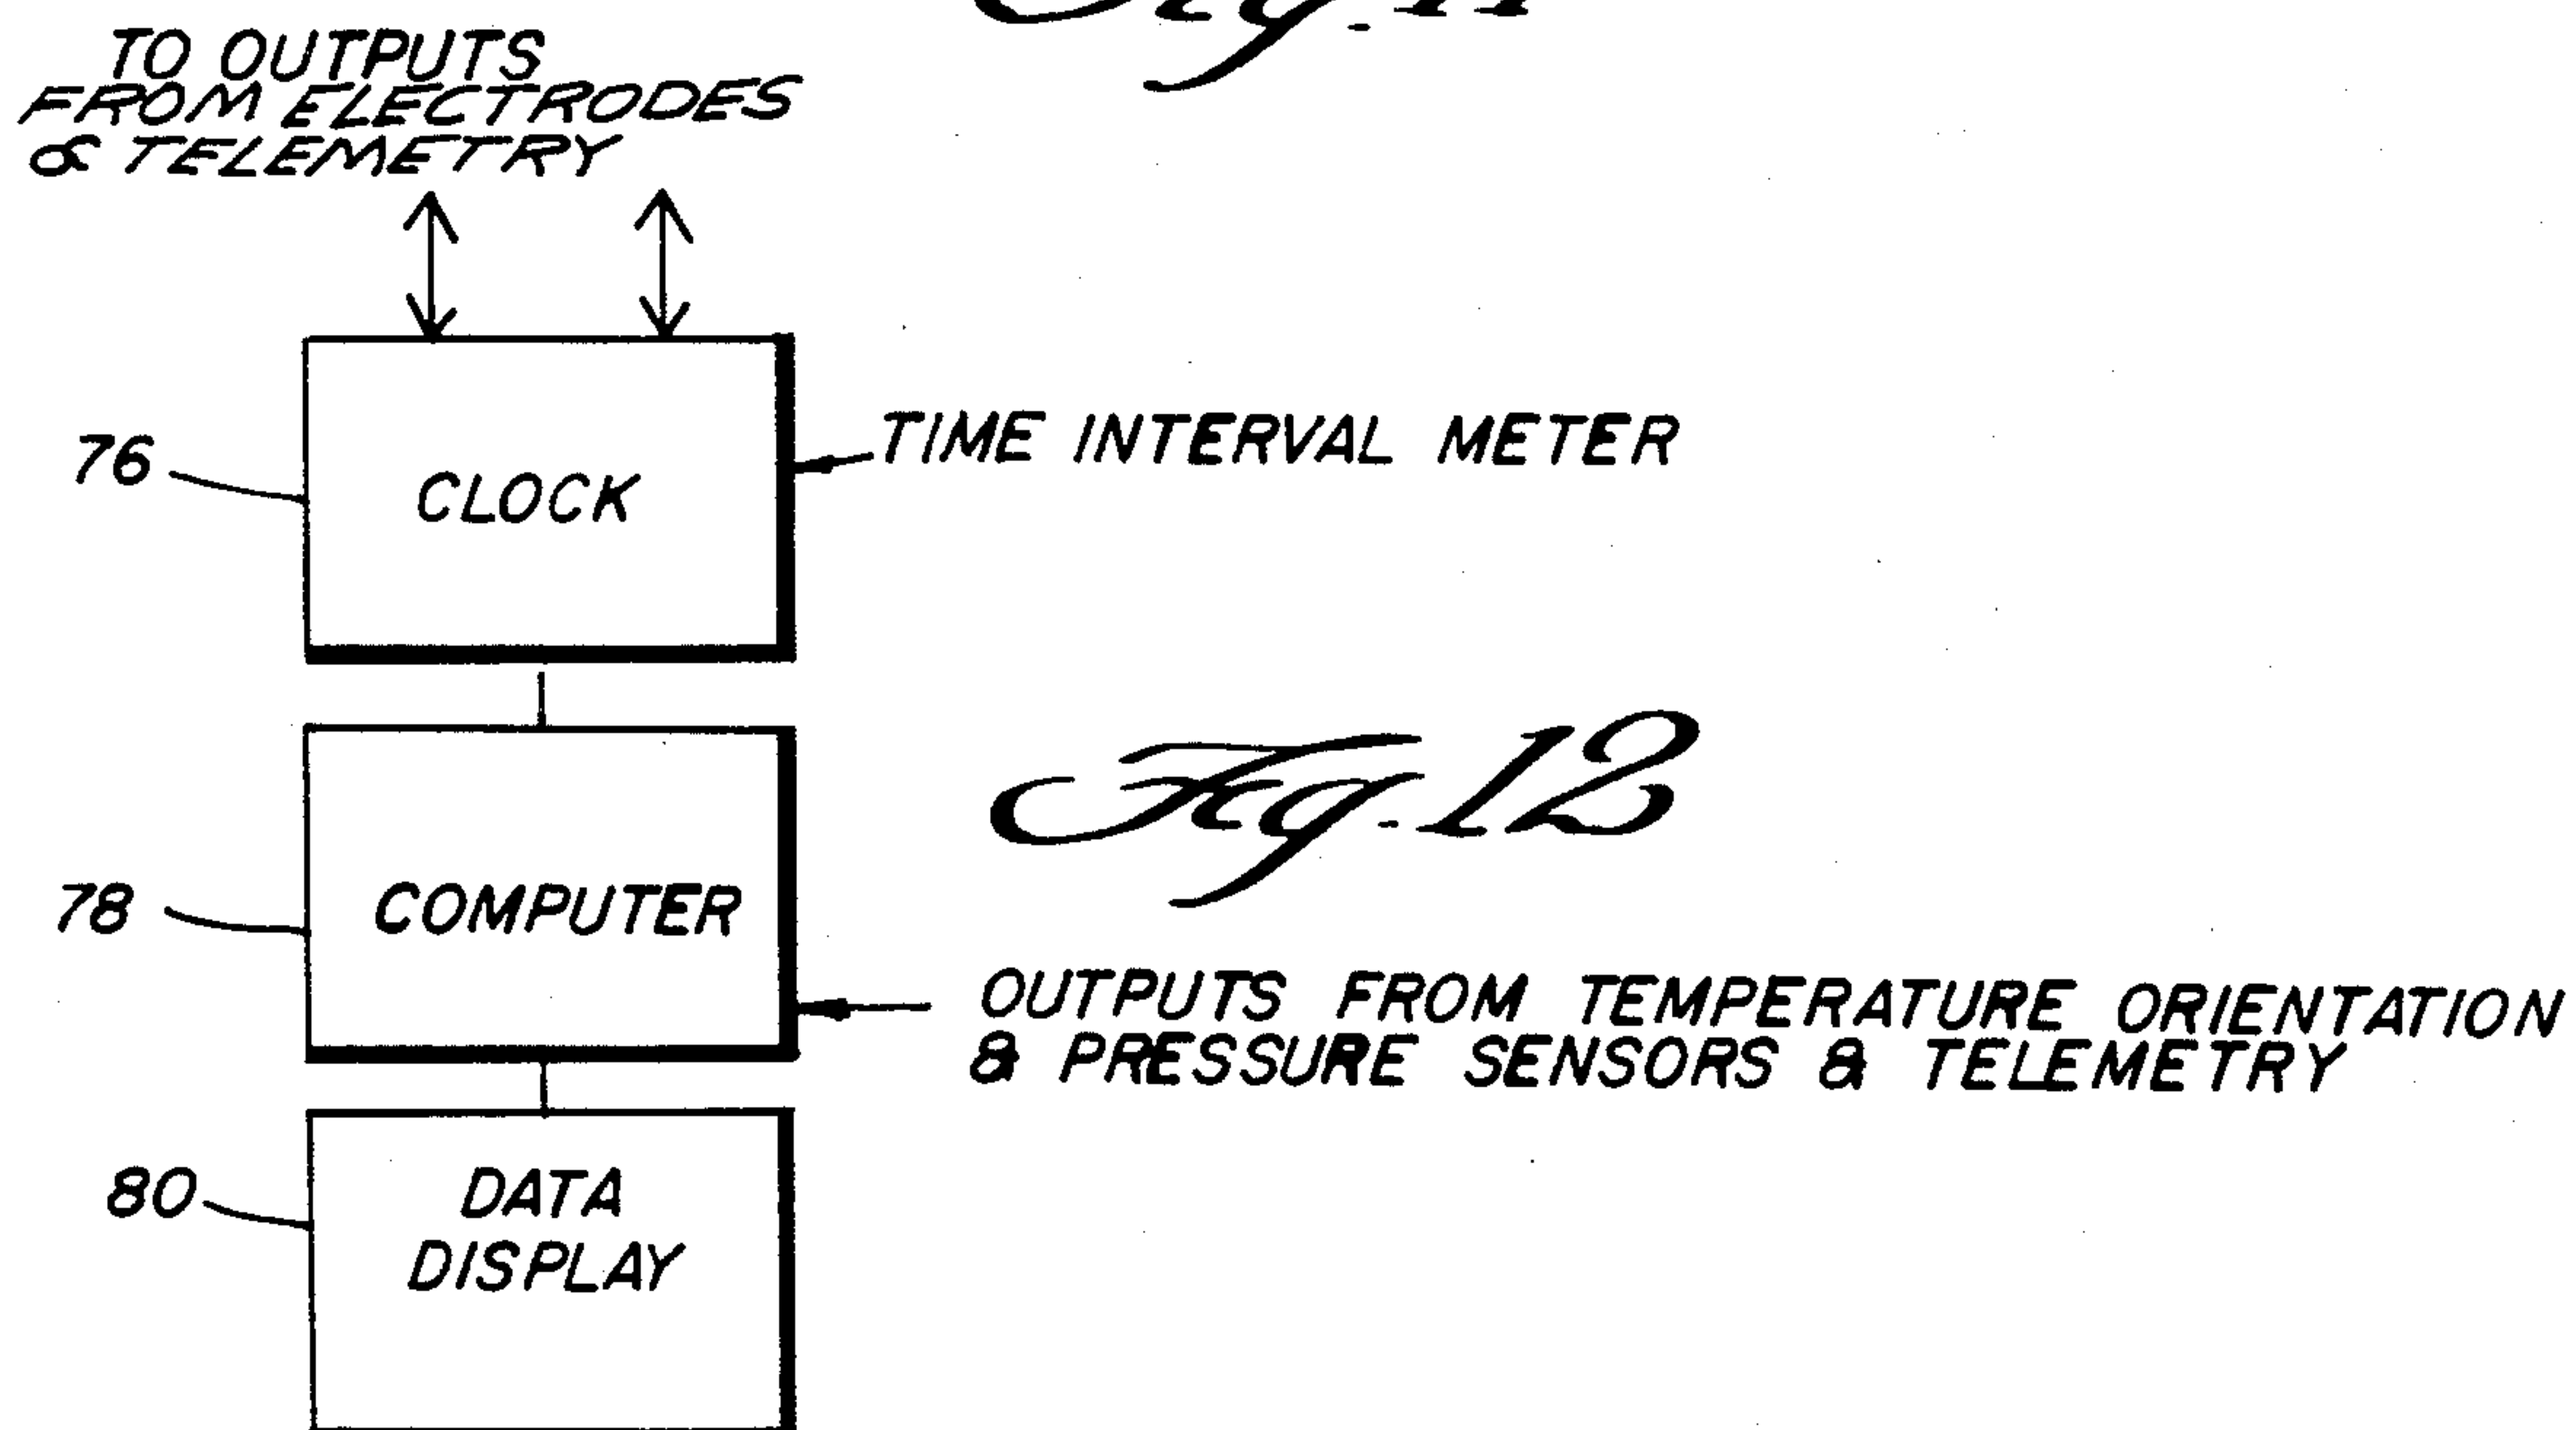 TO OUTPUTS
FROM ELECTRODES
& TELEMETRY
76
CLOCK
TIME INTERVAL METER
Fig. 12
78
COMPUTER
OUTPUTS FROM TEMPERATURE ORIENTATION
& PRESSURE SENSORS & TELEMETRY
80
DATA
DISPLAY